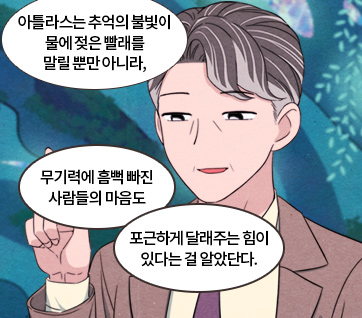 아틀라스는 추억의 불빛이
물에 젖은 빨래를
말릴 뿐만 아니라,
무기력에 흠뻑 빠진
사람들의 마음도
포근하게 달래주는 힘이
있다는 걸 알았단다.